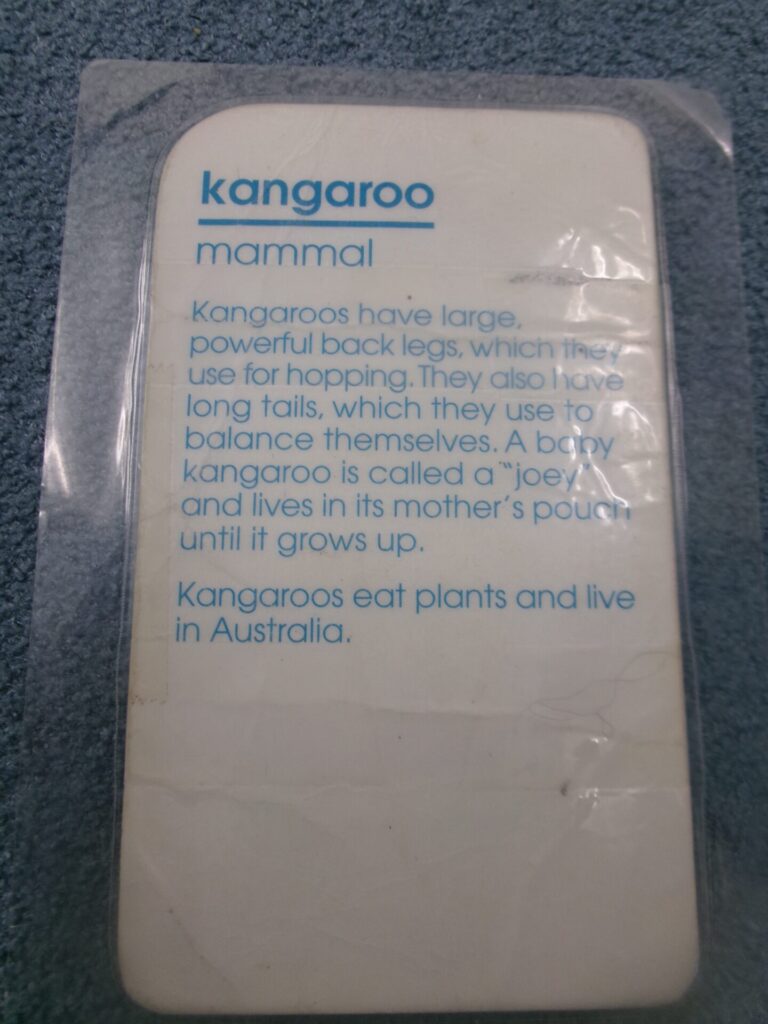 kangaroo
mammal
Kangaroos have large,
powerful back legs, which they
use for hopping. They also have
long tails, which they use to
balance themselves. A baby
kangaroo is called a "joey"
and lives in its mother's pouch
until it grows up.
Kangaroos eat plants and live
in Australia.